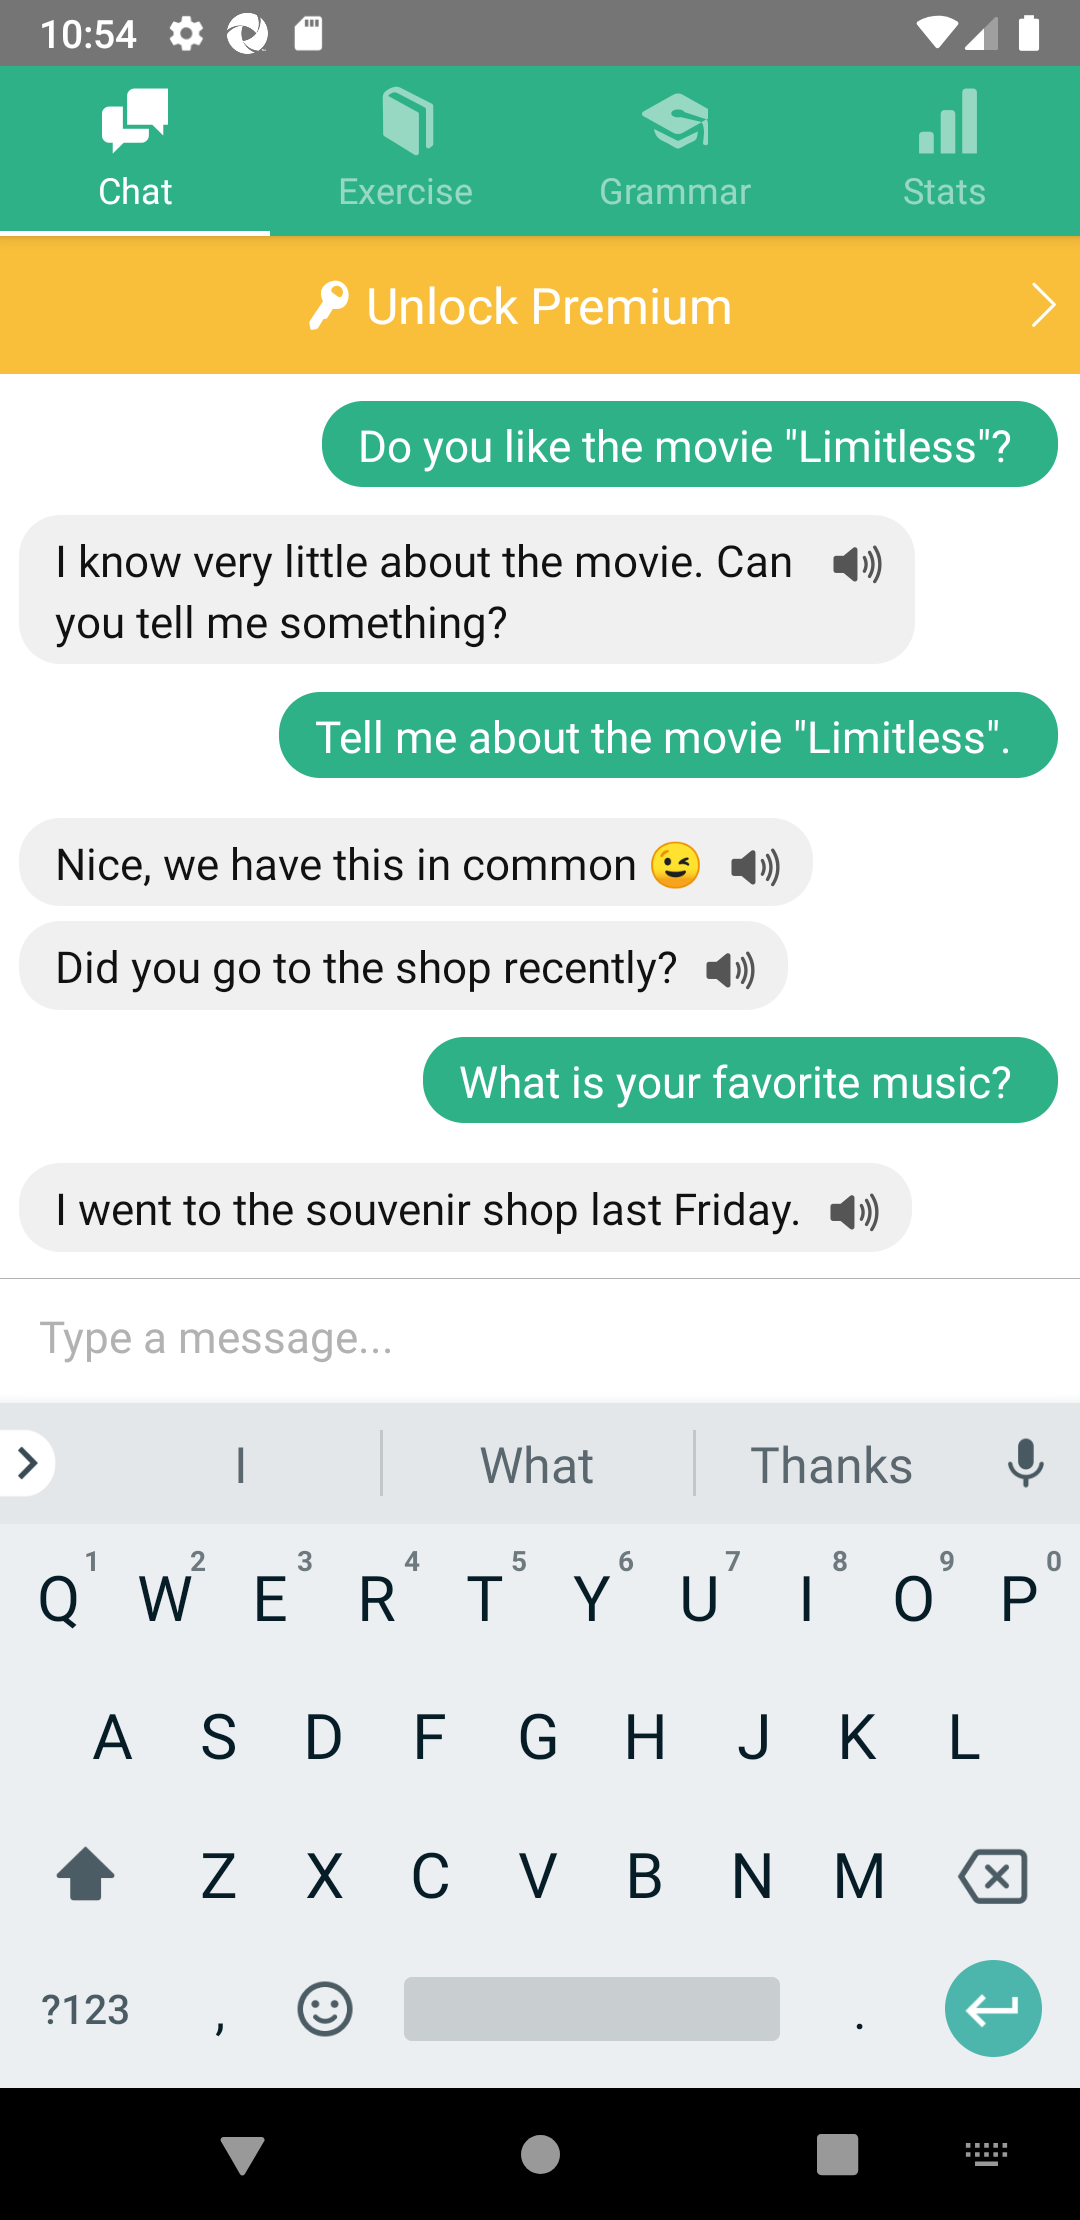 10:54
Chat
Exercise
Grammar
Stats
Unlock Premium
Do you like the movie "Limitless"?
I know very little about the movie. Can
you tell me something?
Tell me about the movie "Limitless".
Nice, we have this in common 😉
Did you go to the shop recently?
What is your favorite music?
I went to the souvenir shop last Friday.
Type a message...
I What Thanks
1 2 3 4 5 6 7 8 9 0
Q W E R T Y U I O P
A S D F G H J K L
Z X C V B N M
?123 , .